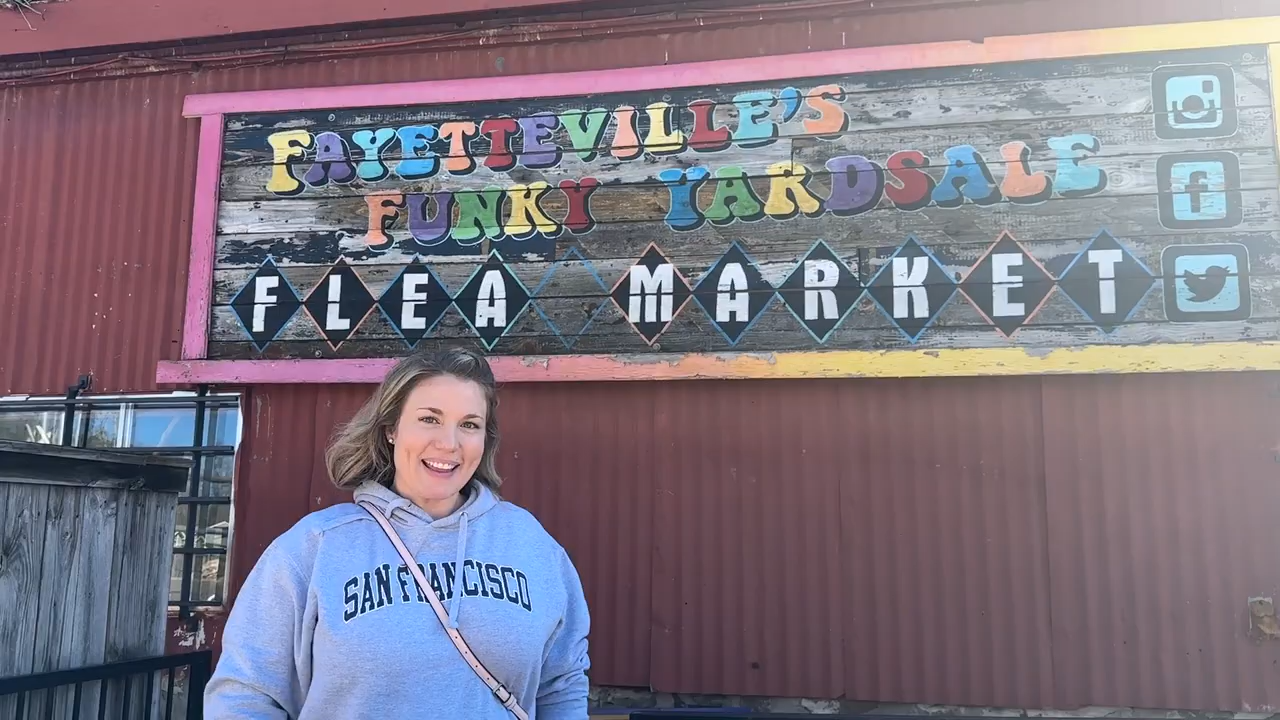 FAYETTEVILLE'S
FUNKY YARDSALE
FLEA MARKET
f
SAN FRANCISCO